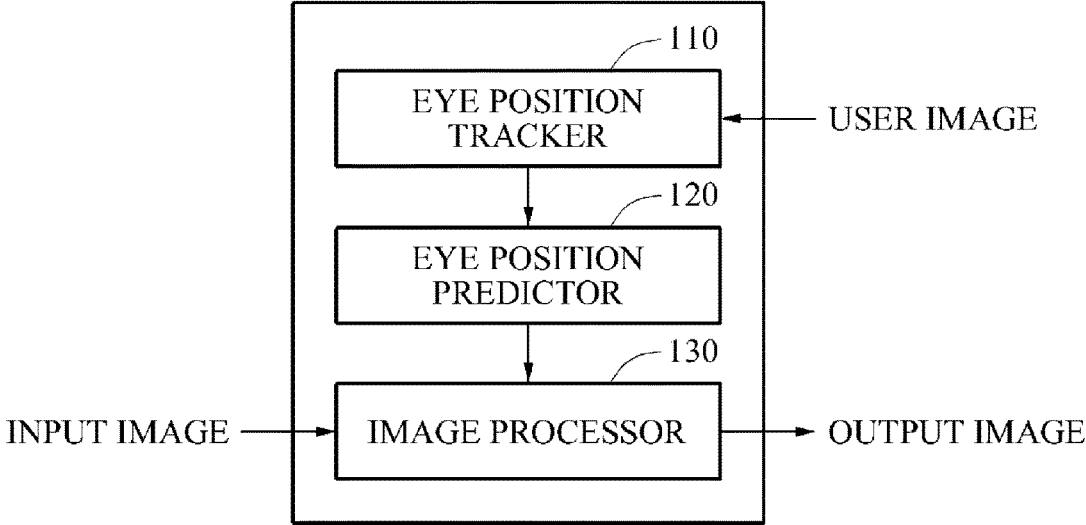 110
EYE POSITION
TRACKER
USER IMAGE
120
EYE POSITION
PREDICTOR
130
INPUT IMAGE
IMAGE PROCESSOR
OUTPUT IMAGE